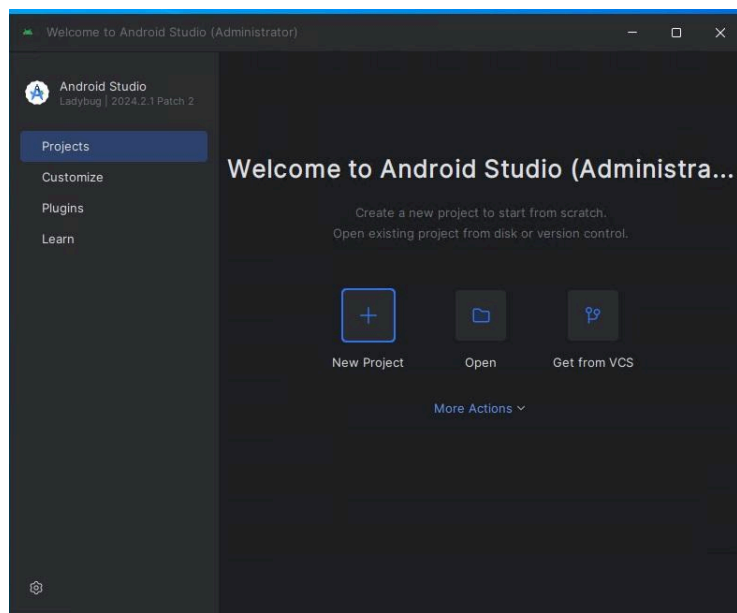 Welcome to Android Studio (Administrator)
Android Studio
Ladybug | 2024.2.1 Patch 2
Projects
Customize
Plugins
Learn
Welcome to Android Studio (Administra...
Create a new project to start from scratch.
Open existing project from disk or version control.
New Project
Open
Get from VCS
More Actions